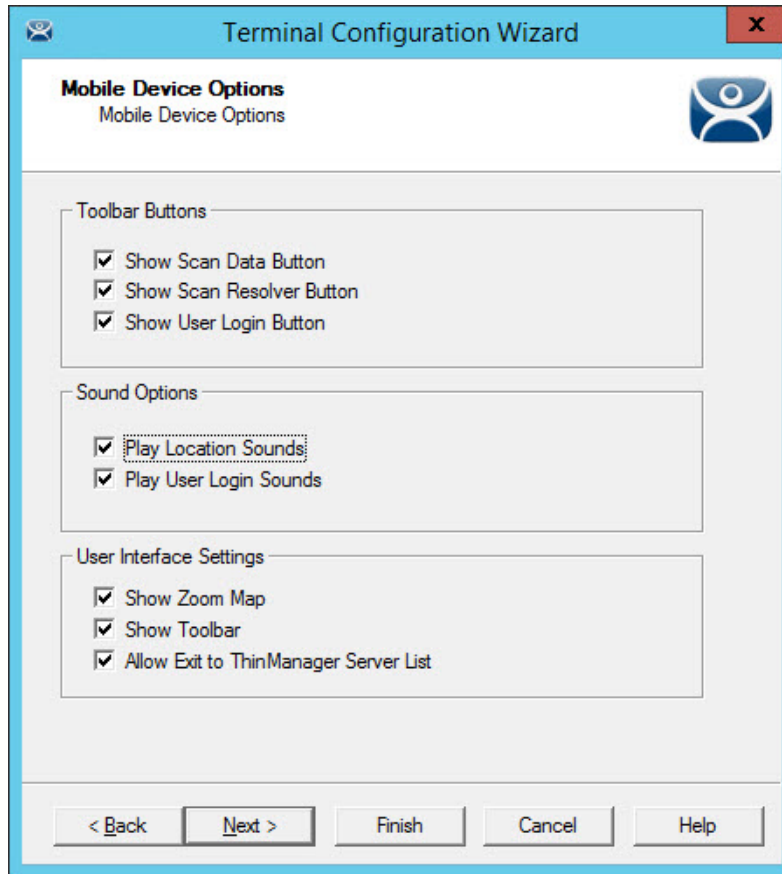 Terminal Configuration Wizard
x
Mobile Device Options
Mobile Device Options
Toolbar Buttons
Show Scan Data Button
Show Scan Resolver Button
Show User Login Button
Sound Options
Play Location Sounds
Play User Login Sounds
User Interface Settings
Show Zoom Map
Show Toolbar
Allow Exit to ThinManager Server List
< Back Next > Finish Cancel Help